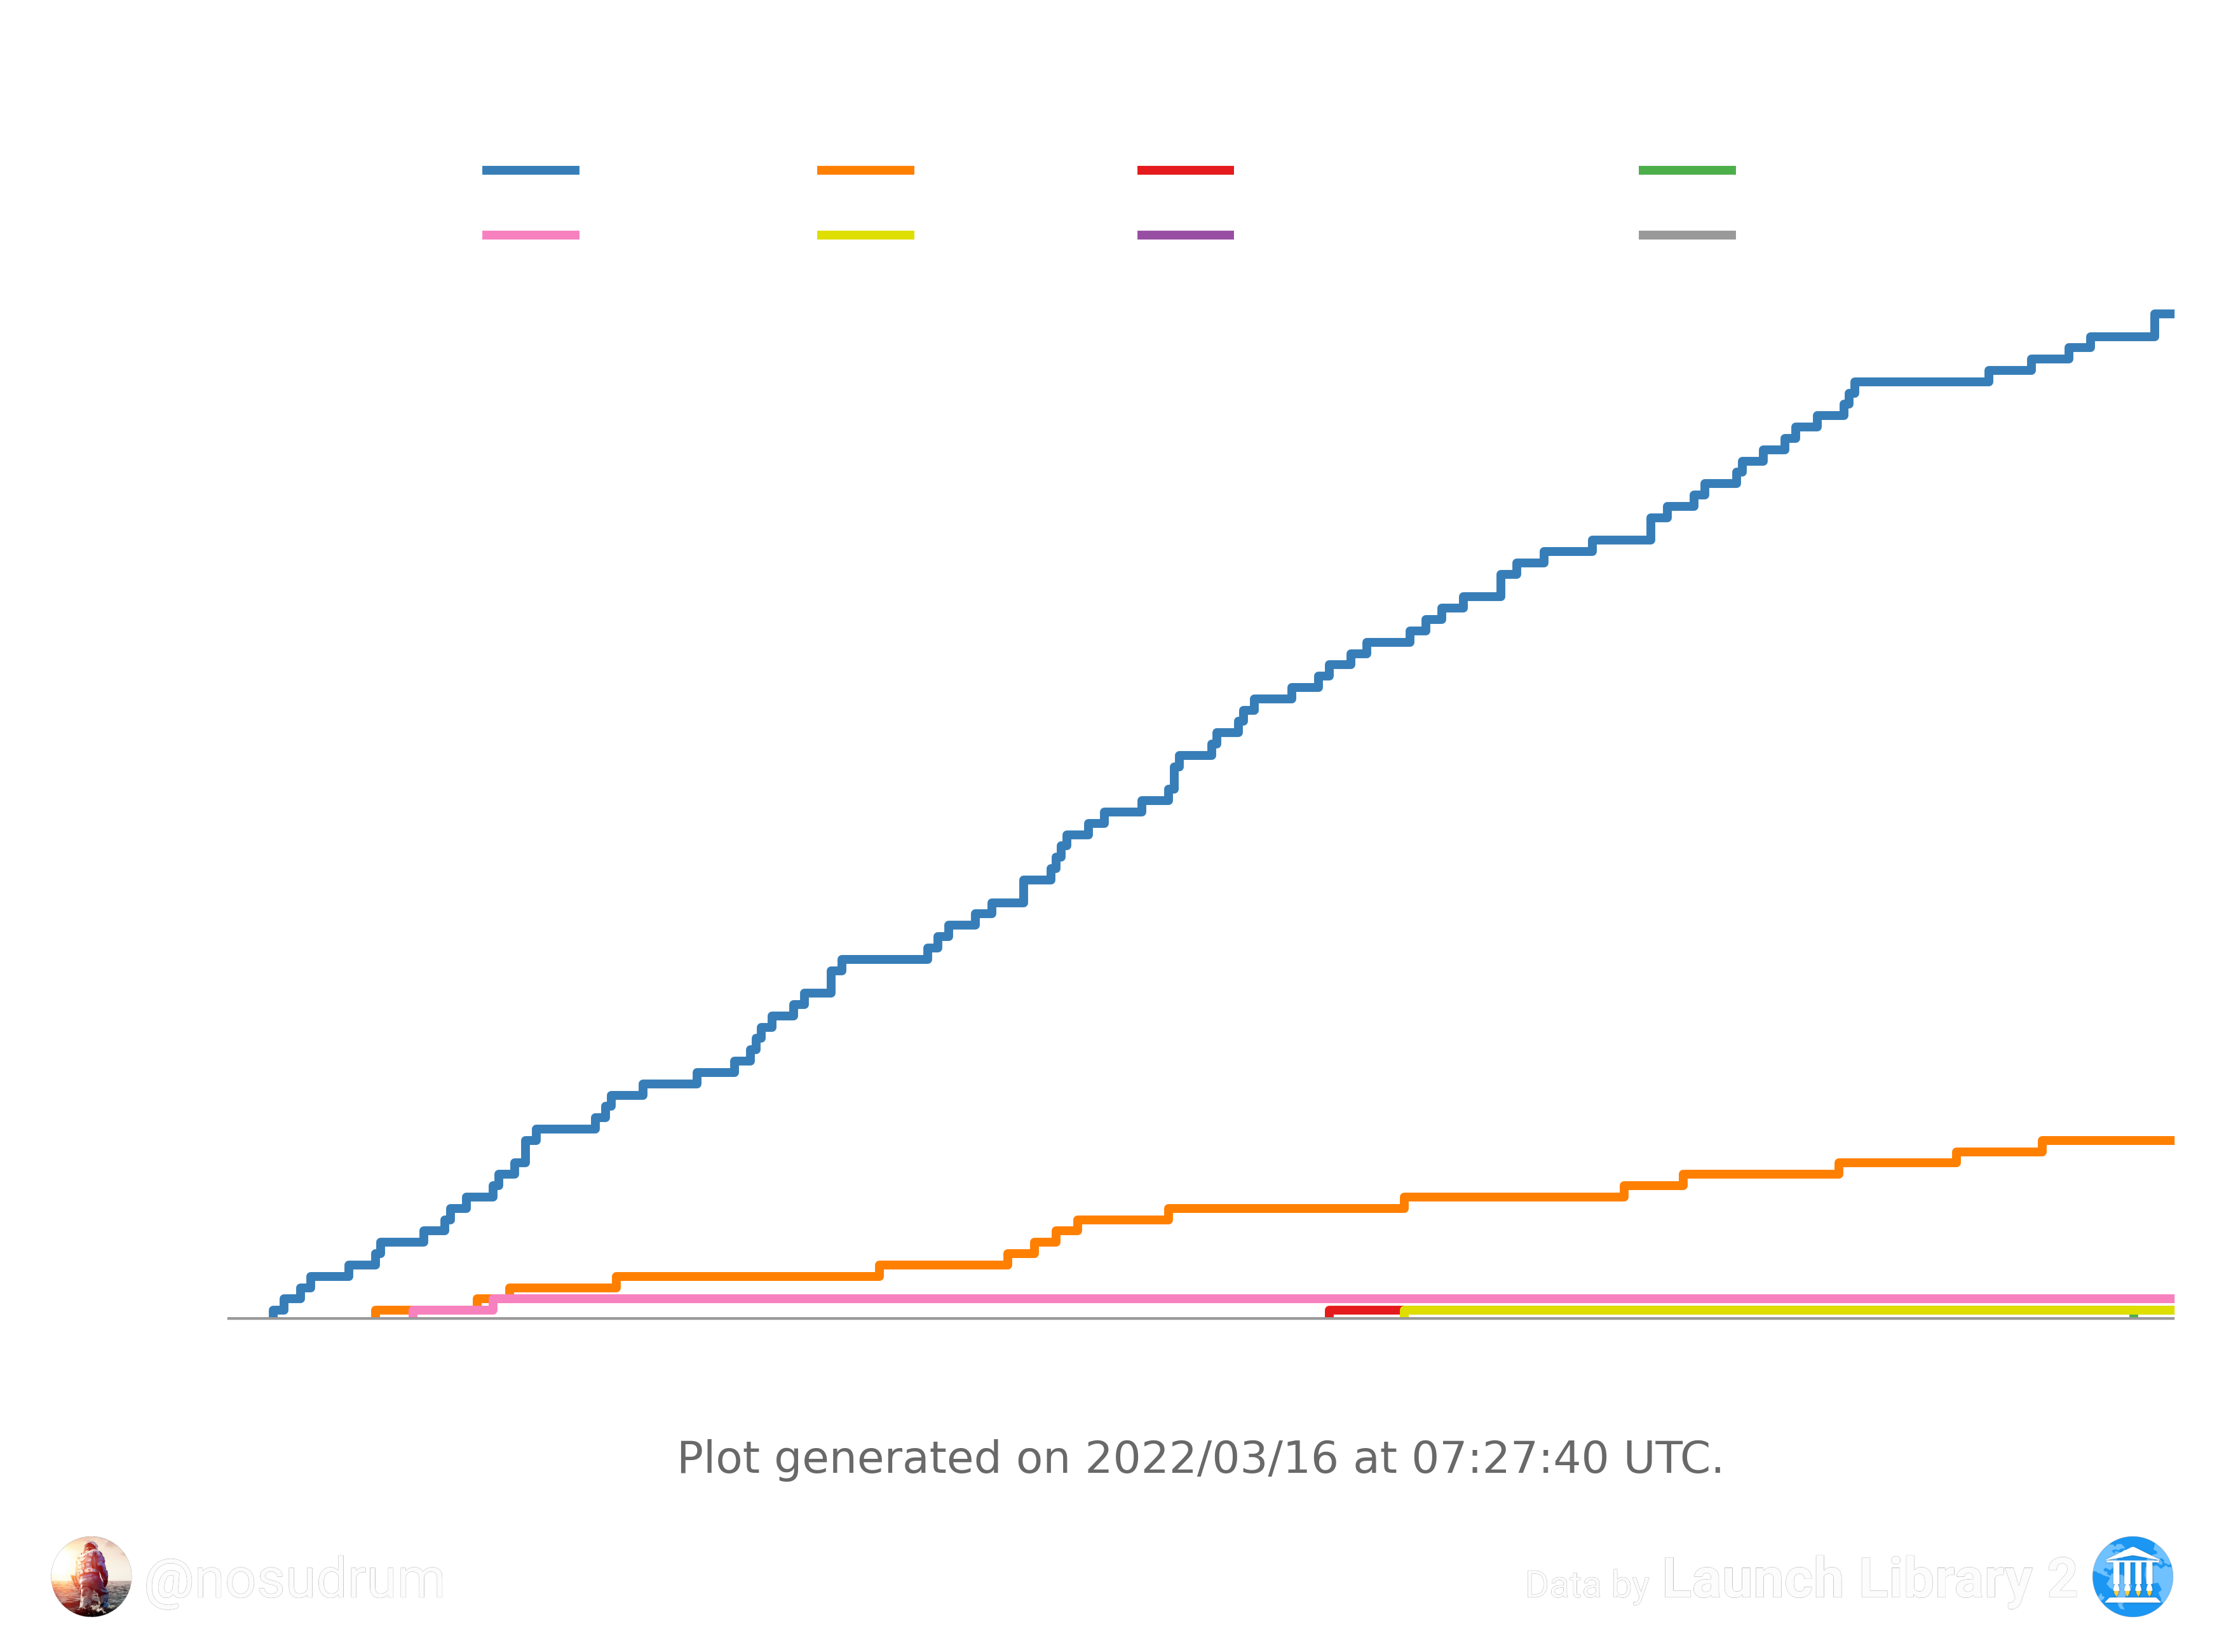 Plot generated on 2022/03/16 at 07:27:40 UTC.
@nosudrum
Data by Launch Library 2